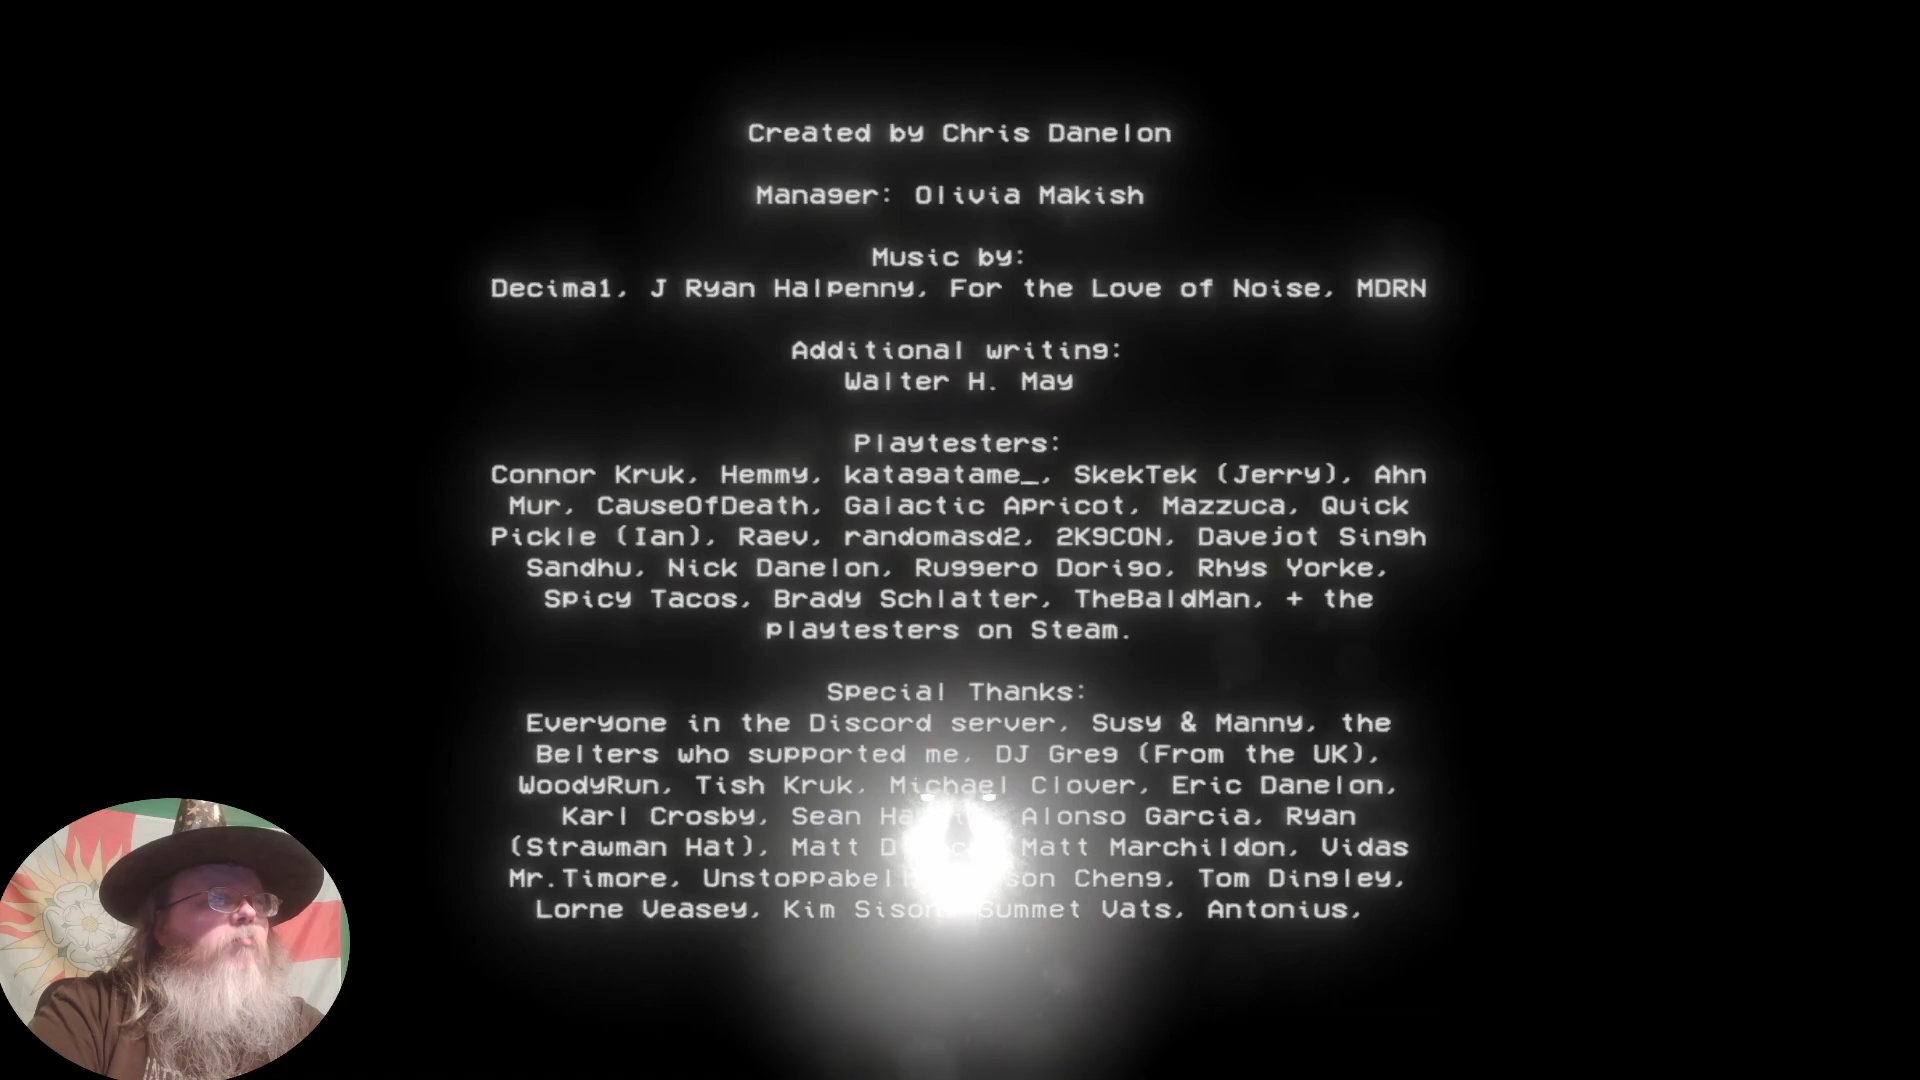 Created by Chris Danelon
Manager: Olivia Makish
Music by:
Decima1, J Ryan Halpenny, For the Love of Noise, MDRN
Additional writing:
Walter H. May
Playtesters:
Connor Kruk, Hemmy, katagatame_, SkekTek (Jerry), Ahn
Mur, CauseOfDeath, Galactic Apricot, Mazzuca, Quick
Pickle (Ian), Raev, randomasd2, 2K9CON, Davejot Singh
Sandhu, Nick Danelon, Ruggero Dorigo, Rhys Yorke,
Spicy Tacos, Brady Schlatter, TheBaldMan, + the
playtesters on Steam.
Special Thanks:
Everyone in the Discord server, Susy & Manny, the
Belters who supported me, DJ Greg (From the UK),
WoodyRun, Tish Kruk, Michael Clover, Eric Danelon,
Karl Crosby, Sean Alonso Garcia, Ryan
(Strawman Hat), Matt Matt Marchildon, Vidas
Mr.Timore, Cheng, Tom Dingley,
Lorne Veasey, Kim Summet Vats, Antonius,